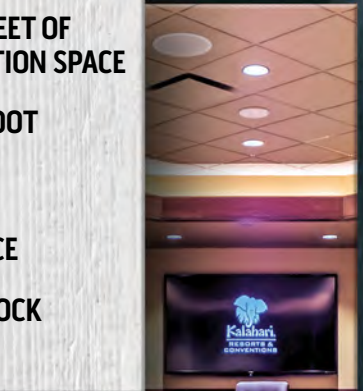 EET OF
TION SPACE
OOT
CE
OCK
Kalahari.
RESORTS &
CONVENTIONS